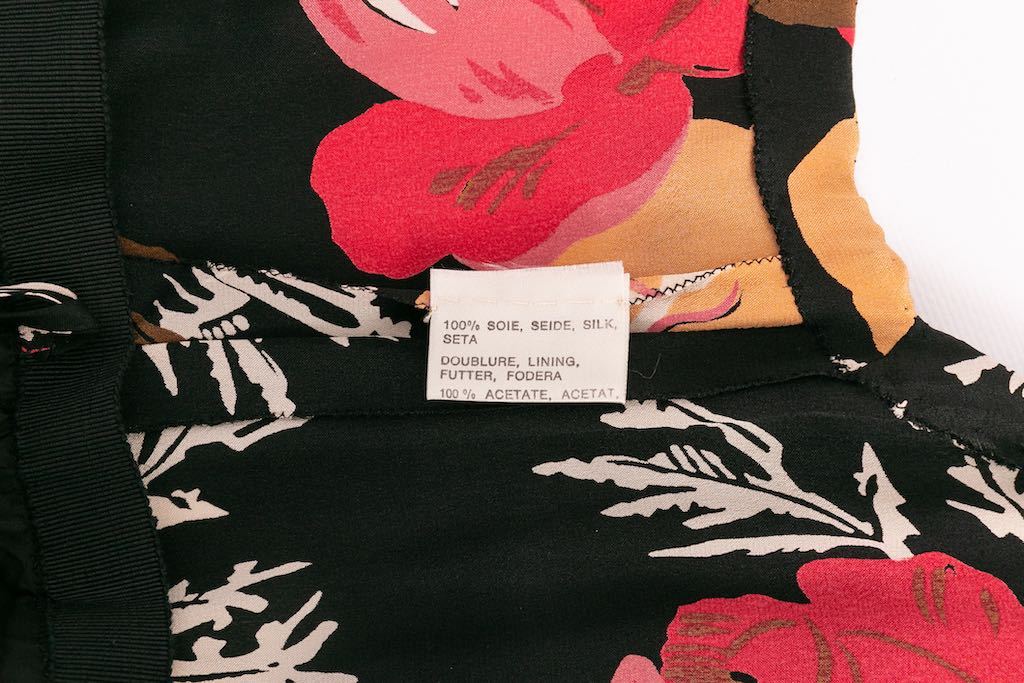 100% SOIE, SEIDE, SILK,
SETA
DOUBLURE, LINING,
FUTTER, FODERA
100 % ACETATE, ACETAT,